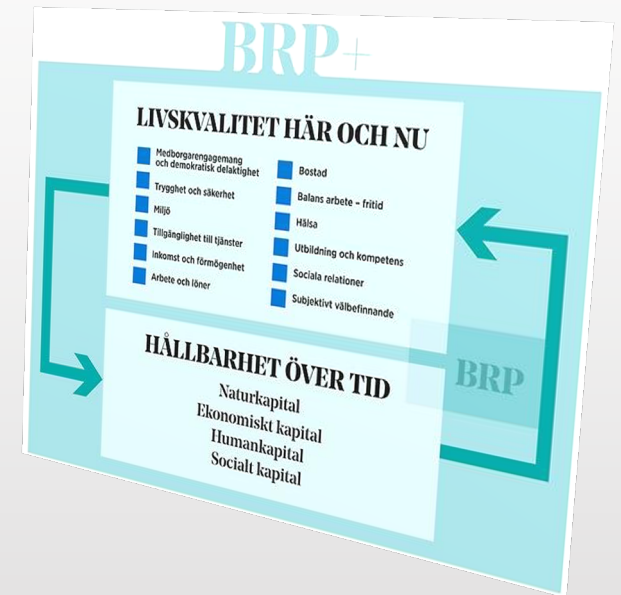 BRP+
LIVSKVALITET HÄR OCH NU
Medborgarengagemang
och demokratisk delaktighet
Trygghet och säkerhet
Miljö
Tillgänglighet till tjänster
Inkomst och förmögenhet
Arbete och löner
Bostad
Balans arbete – fritid
Hälsa
Utbildning och kompetens
Sociala relationer
Subjektivt välbefinnande
HÅLLBARHET ÖVER TID
Naturkapital
Ekonomiskt kapital
Humankapital
Socialt kapital
BRP